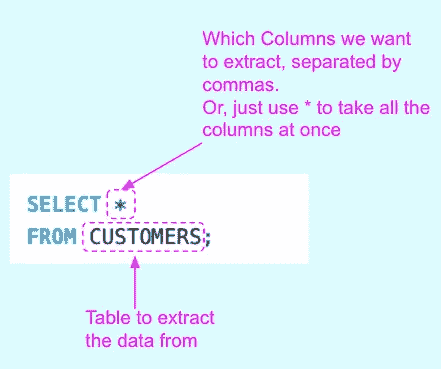 Which Columns we want
to extract, separated by
commas.
Or, just use * to take all the
columns at once
SELECT *
FROM CUSTOMERS;
Table to extract
the data from